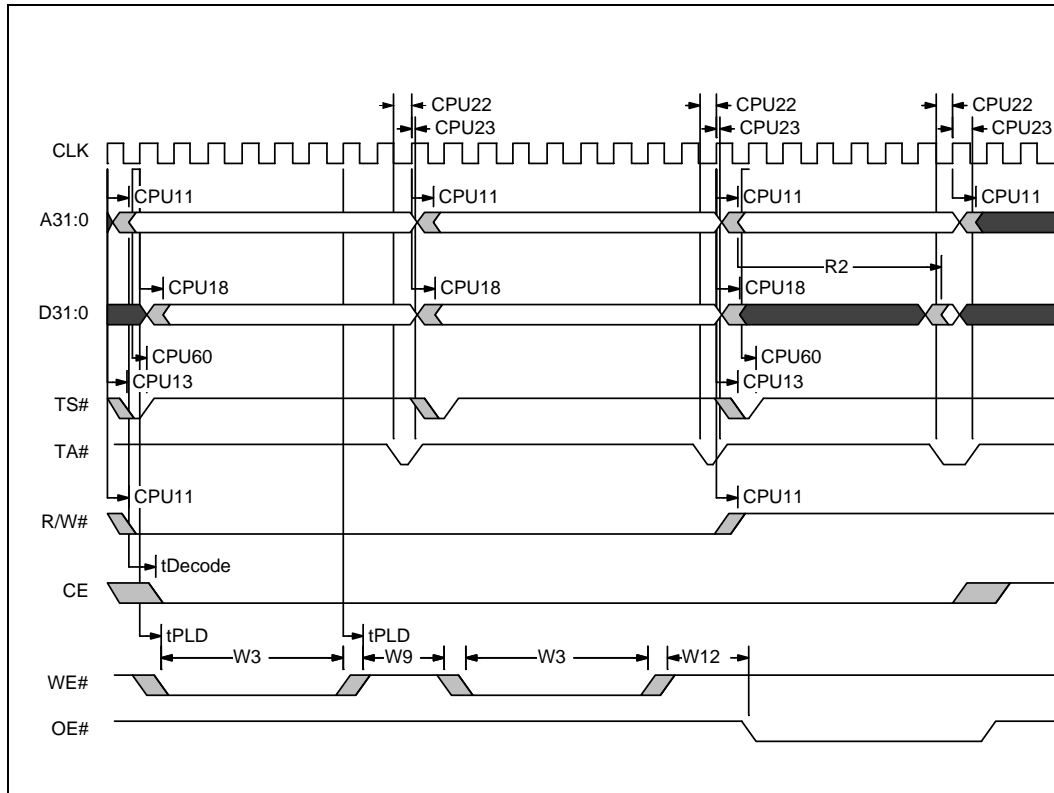 CPU22 CPU22 CPU22
CPU23 CPU23 CPU23
CLK
CPU11 CPU11 CPU11 CPU11
A31:0
R2
CPU18 CPU18 CPU18
D31:0
CPU60 CPU60
CPU13 CPU13
TS#
TA#
CPU11 CPU11
R/W#
tDecode
CE
tPLD tPLD
W3 W9 W3 W12
WE#
OE#